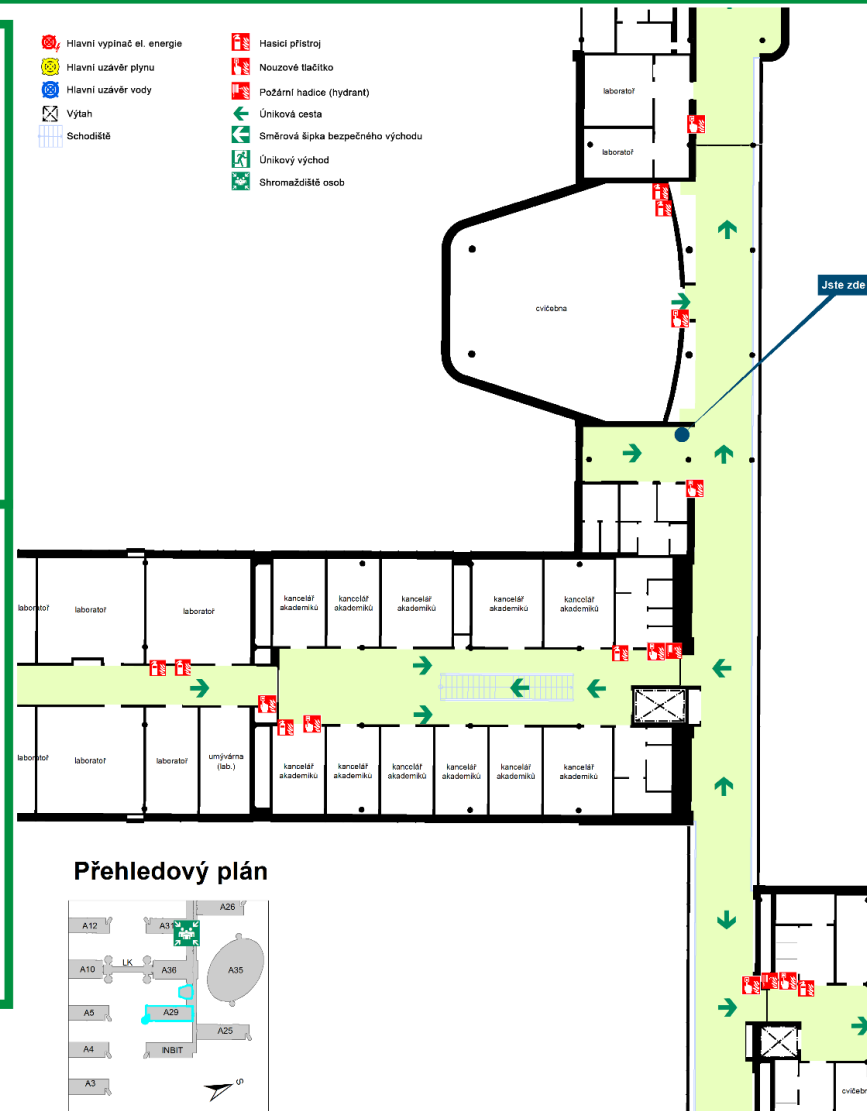 Hlavní vypínač el. energie
Hlavní uzávěr plynu
Hlavní uzávěr vody
Výtah
Schodiště
Hasicí přístroj
Nouzové tlačítko
Požární hadice (hydrant)
Úniková cesta
Směrová šipka bezpečného východu
Únikový východ
Shromaždiště osob
laboratoř
laboratoř
Jste zde
cvičebna
laboratoř
laboratoř
laboratoř
kancelář
akademiků
kancelář
akademiků
kancelář
akademiků
kancelář
akademiků
kancelář
akademiků
laboratoř
laboratoř
laboratoř
umývárna
(lab.)
kancelář
akademiků
kancelář
akademiků
kancelář
akademiků
kancelář
akademiků
kancelář
akademiků
kancelář
akademiků
Přehledový plán
A26
A12
A31
LK
A10
A36
A35
A5
A29
A25
A4
INBIT
A3
S
cvičebn